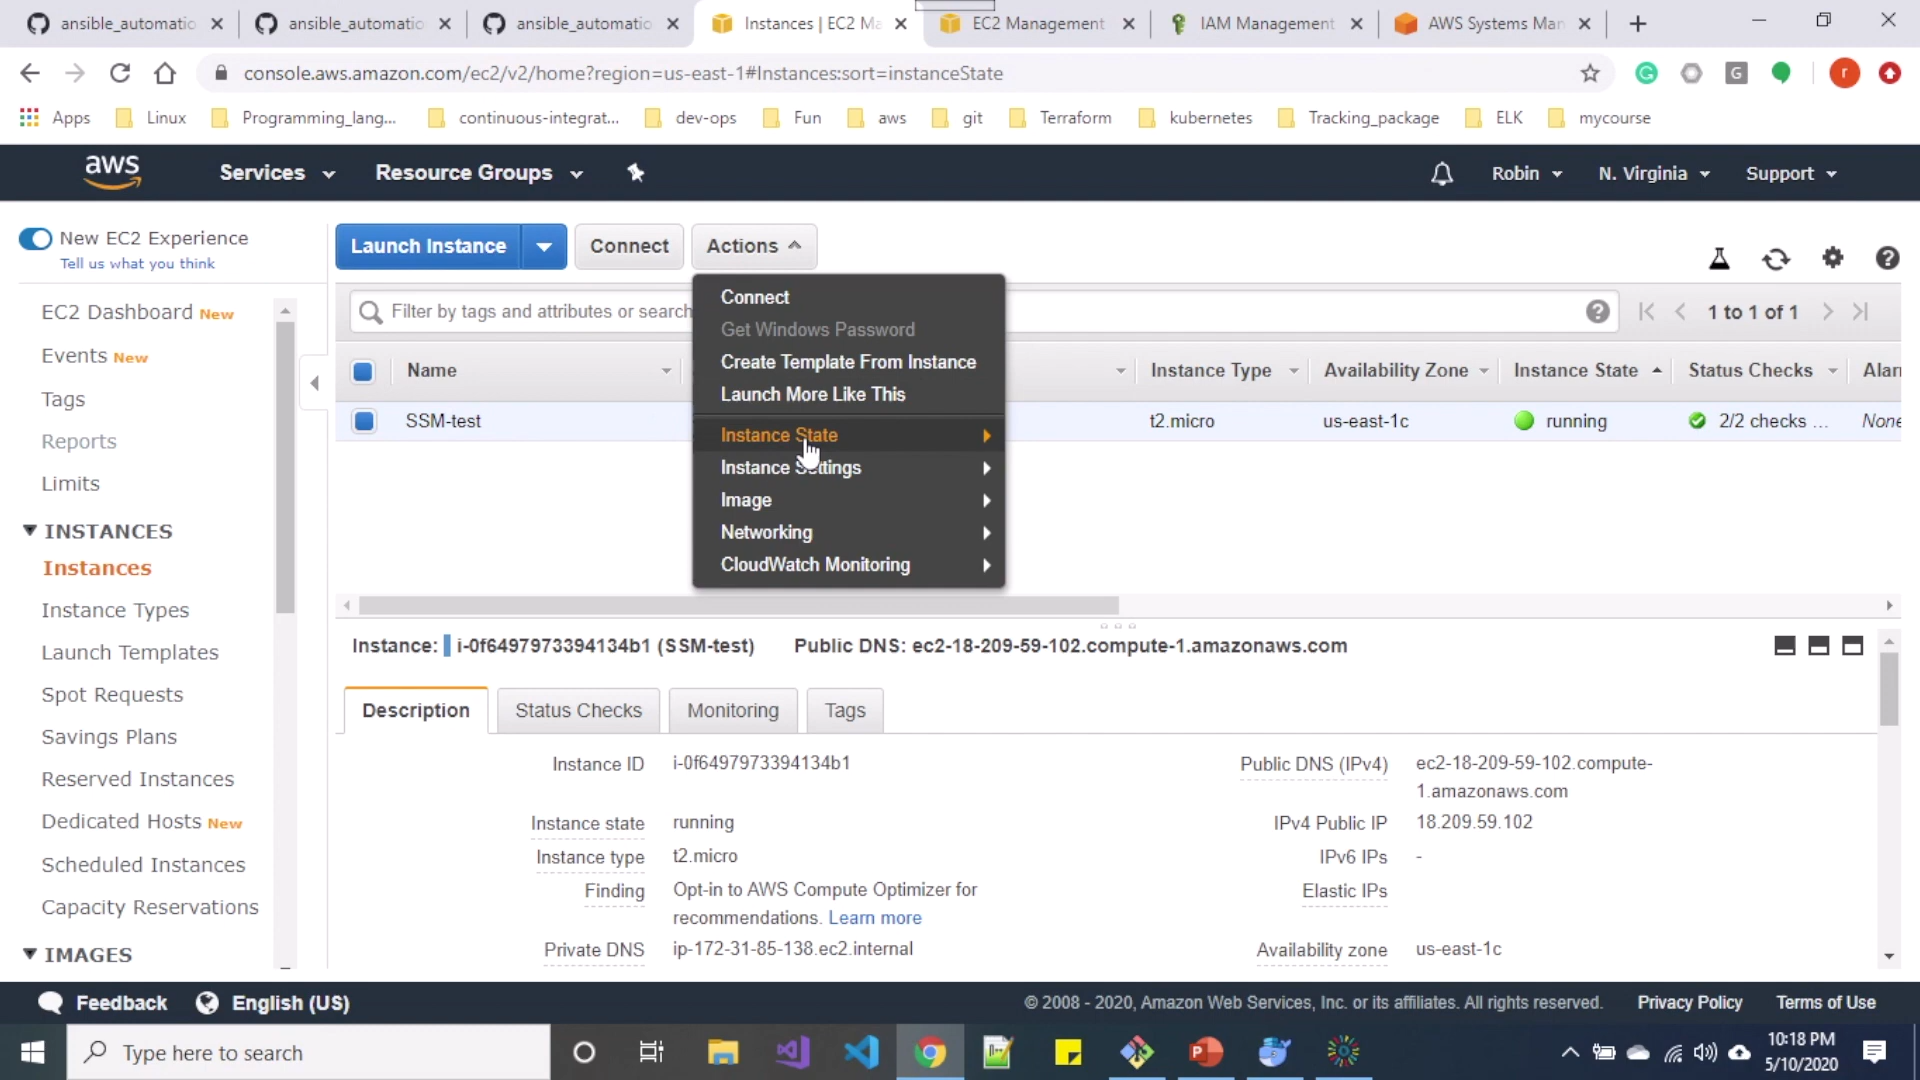 ansible_automatio
ansible_automatio
ansible_automatio
Instances | EC2 Ma
EC2 Management
IAM Management
AWS Systems Man
console.aws.amazon.com/ec2/v2/home?region=us-east-1#Instances:sort=instanceState
G
r
Apps
Linux
Programming_lang...
continuous-integrat...
dev-ops
Fun
aws
git
Terraform
kubernetes
Tracking_package
ELK
mycourse
aws
Services
Resource Groups
Robin
N. Virginia
Support
New EC2 Experience
Tell us what you think
EC2 Dashboard New
Events New
Tags
Reports
Limits
INSTANCES
Instances
Instance Types
Launch Templates
Spot Requests
Savings Plans
Reserved Instances
Dedicated Hosts New
Scheduled Instances
Capacity Reservations
IMAGES
Launch Instance
Connect
Actions
Filter by tags and attributes or search
1 to 1 of 1
Connect
Get Windows Password
Create Template From Instance
Launch More Like This
Instance State
Instance Settings
Image
Networking
CloudWatch Monitoring
Name
Instance Type
Availability Zone
Instance State
Status Checks
Alar
SSM-test
t2.micro
us-east-1c
running
2/2 checks ...
None
Instance: i-0f6497973394134b1 (SSM-test) Public DNS: ec2-18-209-59-102.compute-1.amazonaws.com
Description
Status Checks
Monitoring
Tags
Instance ID i-0f6497973394134b1
Instance state running
Instance type t2.micro
Finding Opt-in to AWS Compute Optimizer for
recommendations. Learn more
Private DNS ip-172-31-85-138.ec2.internal
Public DNS (IPv4) ec2-18-209-59-102.compute-
1.amazonaws.com
IPv4 Public IP 18.209.59.102
IPv6 IPs -
Elastic IPs
Availability zone us-east-1c
Feedback
English (US)
© 2008 - 2020, Amazon Web Services, Inc. or its affiliates. All rights reserved.
Privacy Policy
Terms of Use
Type here to search
10:18 PM
5/10/2020